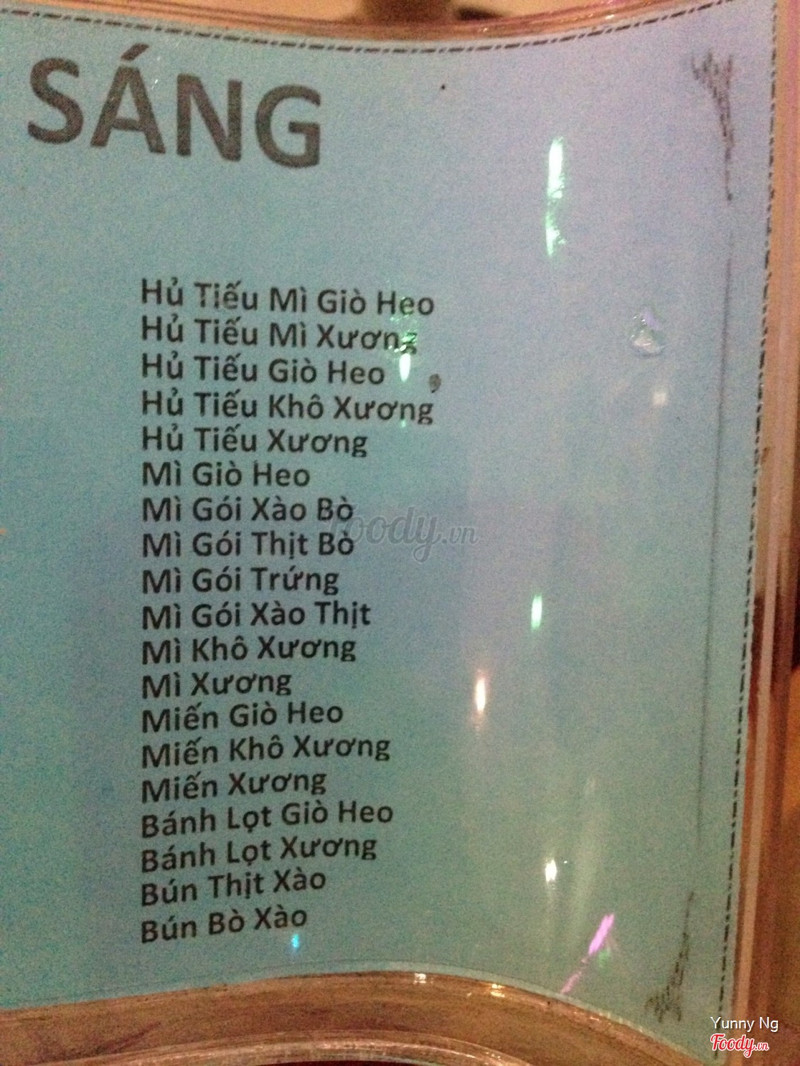 SÁNG
Hủ Tiếu Mì Giò Heo
Hủ Tiếu Mì Xương
Hủ Tiếu Giò Heo
Hủ Tiếu Khô Xương
Hủ Tiếu Xương
Mì Giò Heo
Mì Gói Xào Bò
Mì Gói Thịt Bò
Mì Gói Trứng
Mì Gói Xào Thịt
Mì Khô Xương
Mì Xương
Miến Giò Heo
Miến Khô Xương
Miến Xương
Bánh Lọt Giò Heo
Bánh Lọt Xương
Bún Thịt Xào
Bún Bò Xào
foody.vn
Yunny Ng
Foody.vn